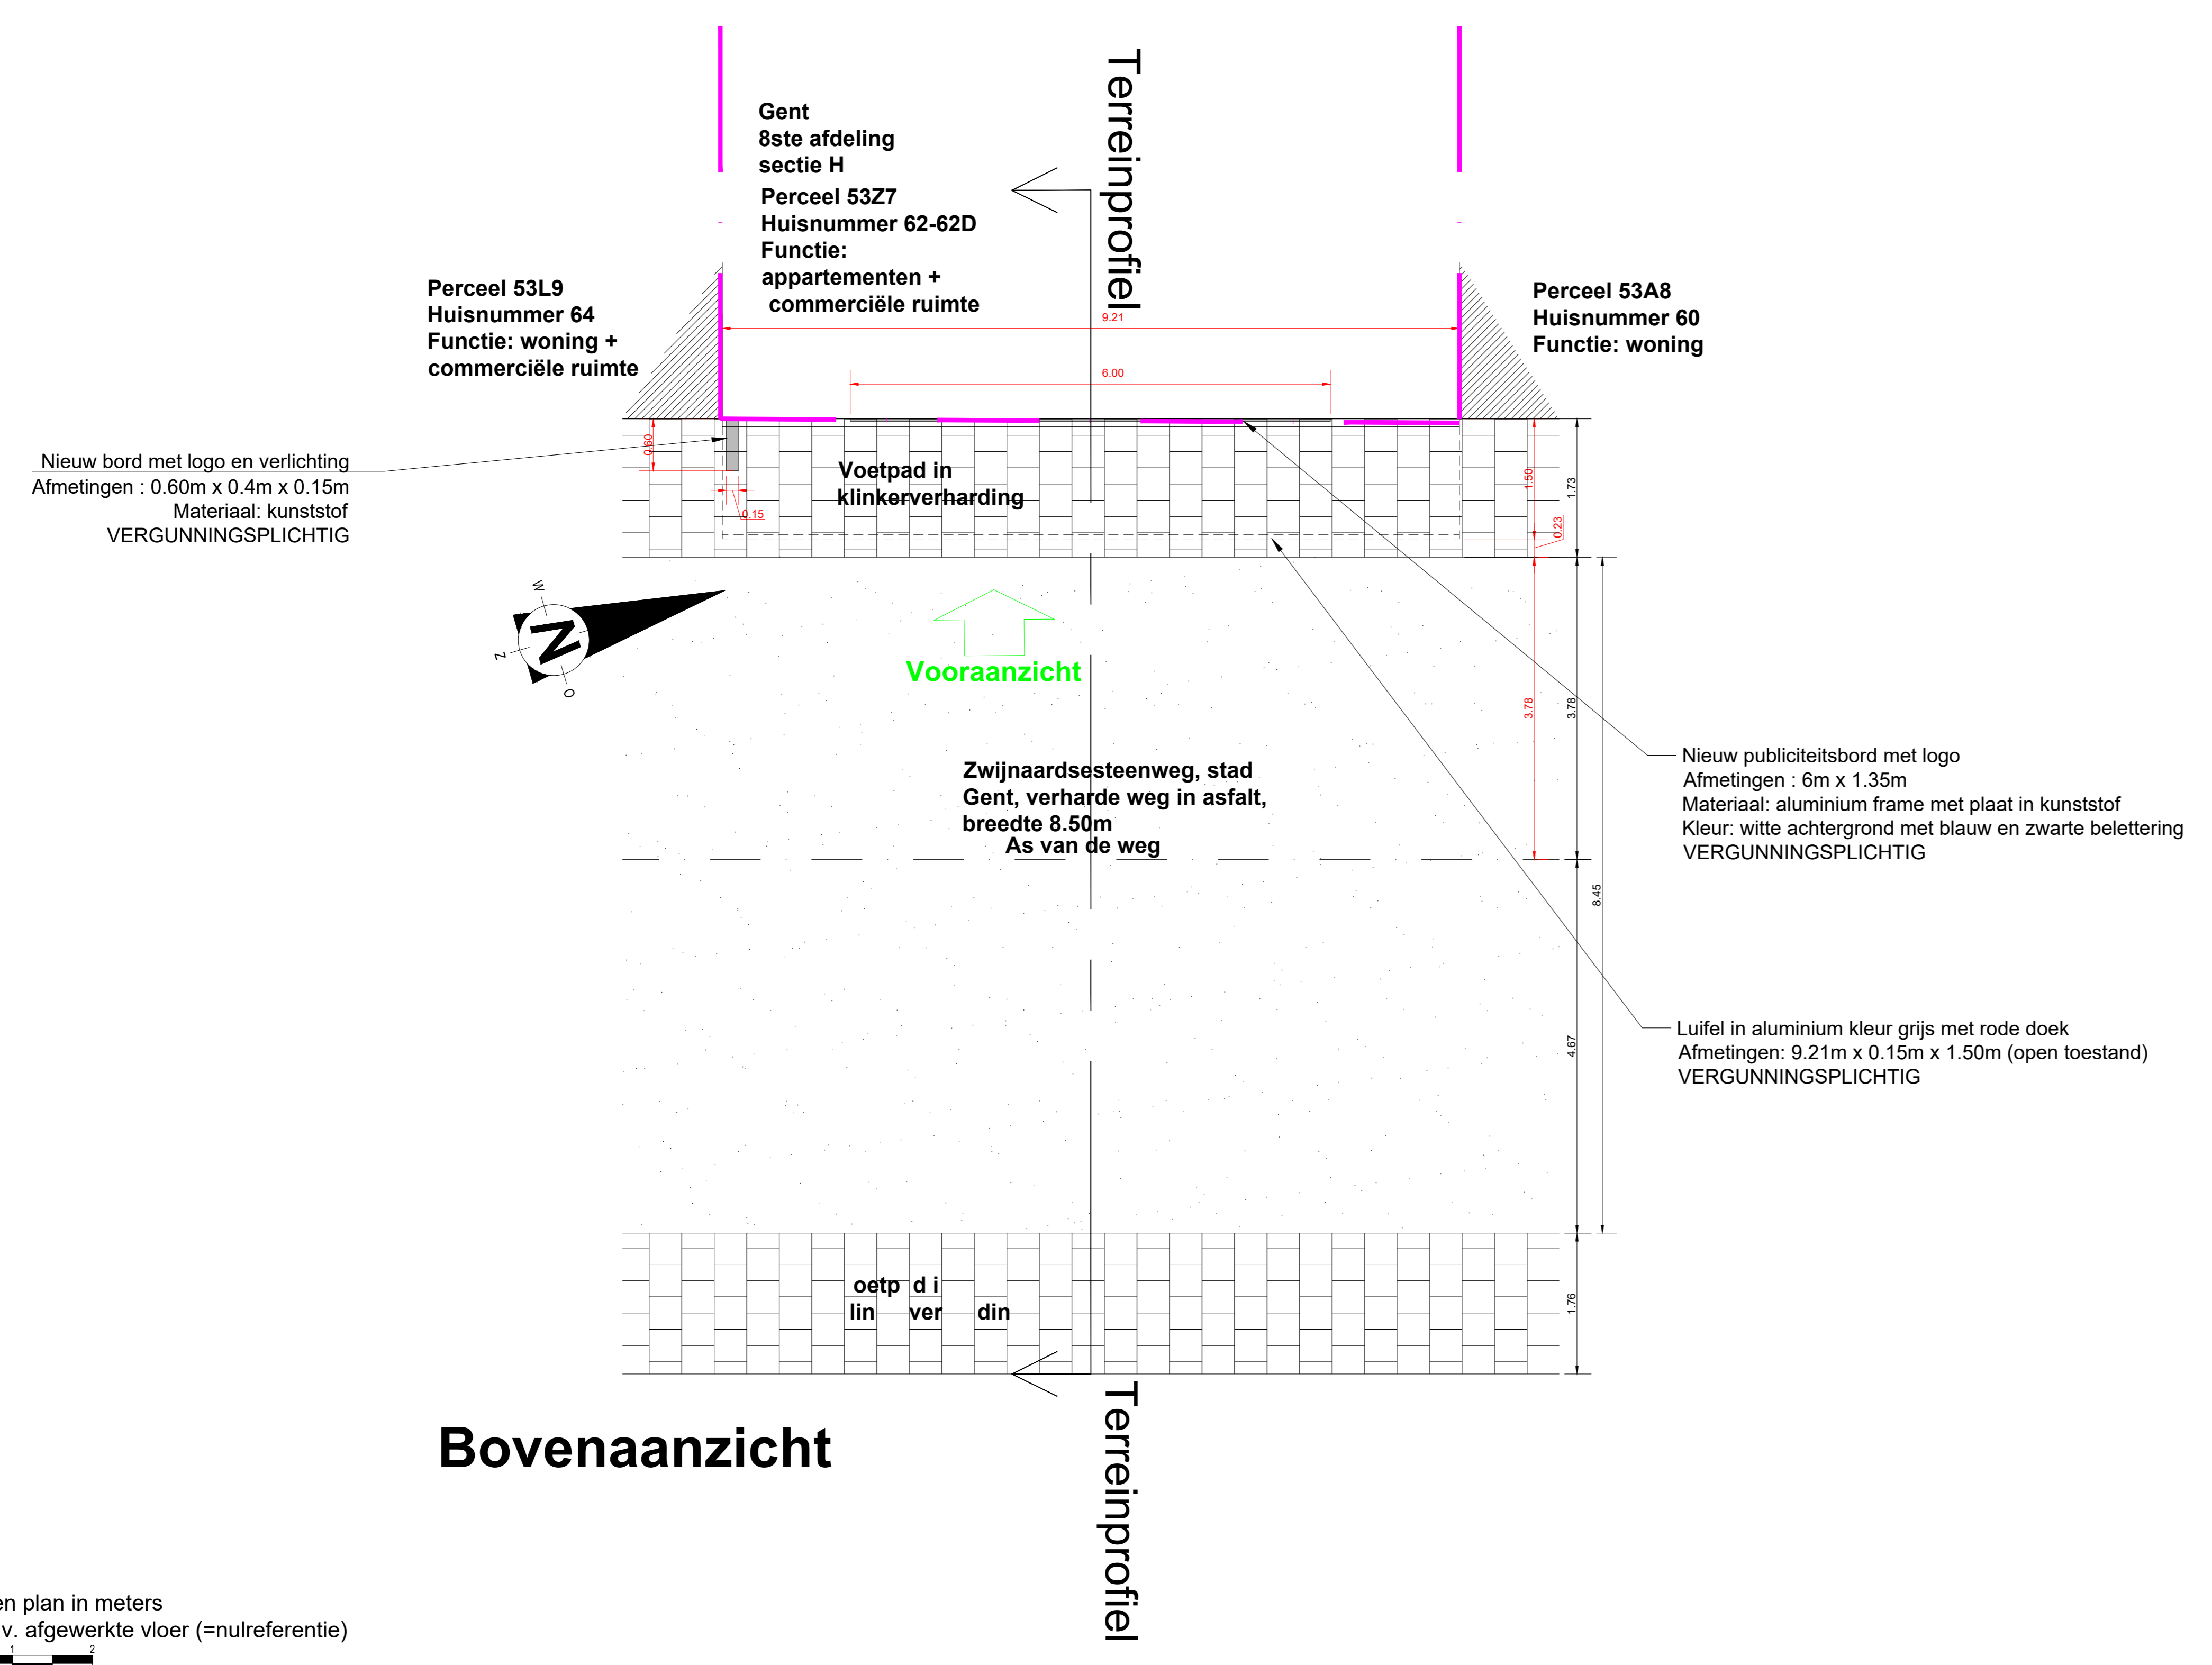 Terreinprofiel
Gent
8ste afdeling
sectie H
Perceel 53Z7
Huisnummer 62-62D
Functie:
appartementen +
commerciële ruimte
Perceel 53L9
Huisnummer 64
Functie: woning +
commerciële ruimte
Perceel 53A8
Huisnummer 60
Functie: woning
9.21
6.00
0.60
0.15
1.50
1.73
0.23
Nieuw bord met logo en verlichting
Afmetingen : 0.60m x 0.4m x 0.15m
Materiaal: kunststof
VERGUNNINGSPLICHTIG
Voetpad in
klinkerverharding
W
N
Z
O
Vooraanzicht
3.78
3.78
Zwijnaardsesteenweg, stad
Gent, verharde weg in asfalt,
breedte 8.50m
As van de weg
Nieuw publiciteitsbord met logo
Afmetingen : 6m x 1.35m
Materiaal: aluminium frame met plaat in kunststof
Kleur: witte achtergrond met blauw en zwarte belettering
VERGUNNINGSPLICHTIG
8.45
4.67
Luifel in aluminium kleur grijs met rode doek
Afmetingen: 9.21m x 0.15m x 1.50m (open toestand)
VERGUNNINGSPLICHTIG
oetp d i
lin ver din
1.76
Terreinprofiel
Bovenaanzicht
en plan in meters
v. afgewerkte vloer (=nulreferentie)
1 2